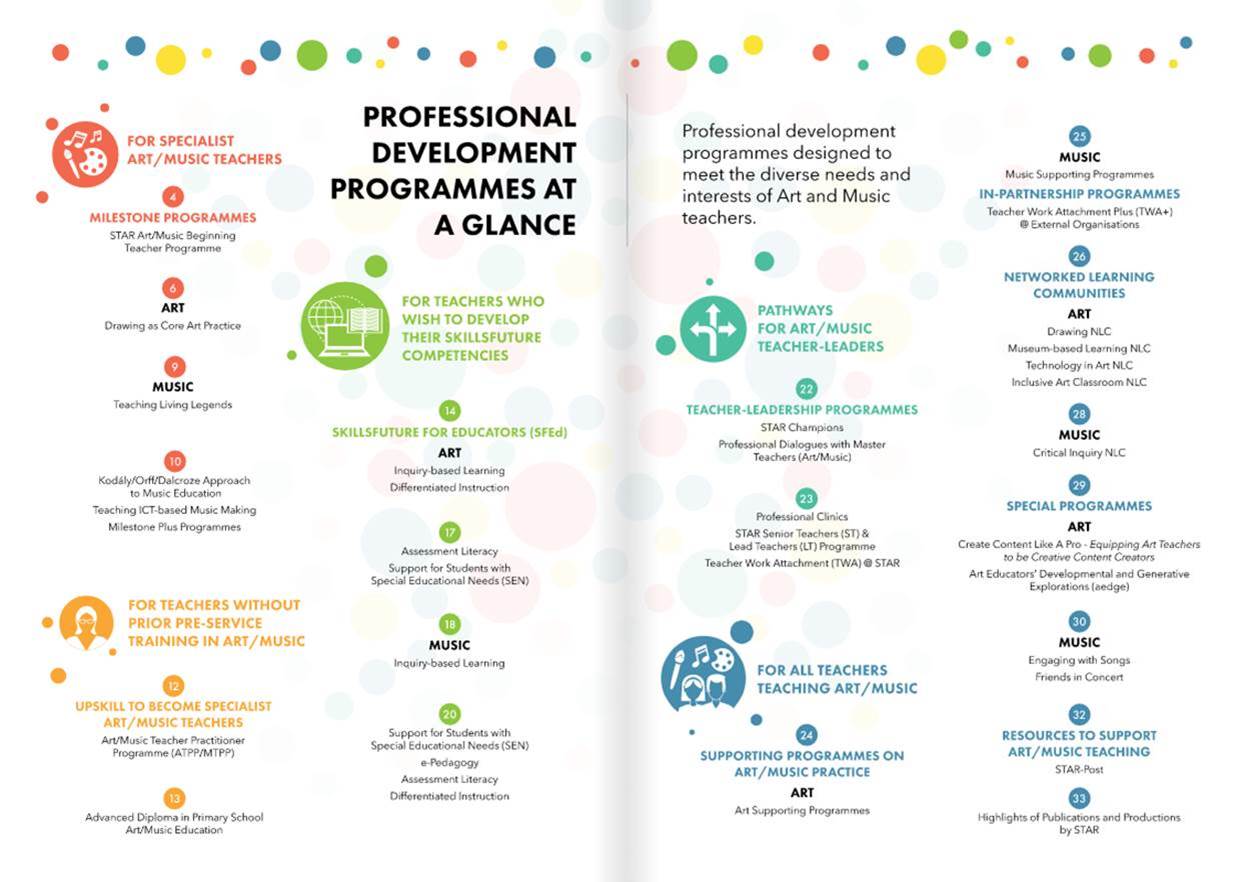 PROFESSIONAL
DEVELOPMENT
PROGRAMMES AT
A GLANCE
FOR SPECIALIST
ART/MUSIC TEACHERS
4
MILESTONE PROGRAMMES
STAR Art/Music Beginning
Teacher Programme
6
ART
Drawing as Core Art Practice
9
MUSIC
Teaching Living Legends
10
Kodály/Orff/Dalcroze Approach
to Music Education
Teaching ICT-based Music Making
Milestone Plus Programmes
FOR TEACHERS WITHOUT
PRIOR PRE-SERVICE
TRAINING IN ART/MUSIC
12
UPSKILL TO BECOME SPECIALIST
ART/MUSIC TEACHERS
Art/Music Teacher Practitioner
Programme (ATPP/MTPP)
13
Advanced Diploma in Primary School
Art/Music Education
FOR TEACHERS WHO
WISH TO DEVELOP
THEIR SKILLSFUTURE
COMPETENCIES
14
SKILLSFUTURE FOR EDUCATORS (SFEd)
ART
Inquiry-based Learning
Differentiated Instruction
17
Assessment Literacy
Support for Students with
Special Educational Needs (SEN)
18
MUSIC
Inquiry-based Learning
20
Support for Students with
Special Educational Needs (SEN)
e-Pedagogy
Assessment Literacy
Differentiated Instruction
Professional development
programmes designed to
meet the diverse needs and
interests of Art and Music
teachers.
PATHWAYS
FOR ART/MUSIC
TEACHER-LEADERS
22
TEACHER-LEADERSHIP PROGRAMMES
STAR Champions
Professional Dialogues with Master
Teachers (Art/Music)
23
Professional Clinics
STAR Senior Teachers (ST) &
Lead Teachers (LT) Programme
Teacher Work Attachment (TWA) @ STAR
FOR ALL TEACHERS
TEACHING ART/MUSIC
24
SUPPORTING PROGRAMMES ON
ART/MUSIC PRACTICE
ART
Art Supporting Programmes
25
MUSIC
Music Supporting Programmes
IN-PARTNERSHIP PROGRAMMES
Teacher Work Attachment Plus (TWA+)
@ External Organisations
26
NETWORKED LEARNING
COMMUNITIES
ART
Drawing NLC
Museum-based Learning NLC
Technology in Art NLC
Inclusive Art Classroom NLC
28
MUSIC
Critical Inquiry NLC
29
SPECIAL PROGRAMMES
ART
Create Content Like A Pro - Equipping Art Teachers
to be Creative Content Creators
Art Educators' Developmental and Generative
Explorations (aedge)
30
MUSIC
Engaging with Songs
Friends in Concert
32
RESOURCES TO SUPPORT
ART/MUSIC TEACHING
STAR-Post
33
Highlights of Publications and Productions
by STAR